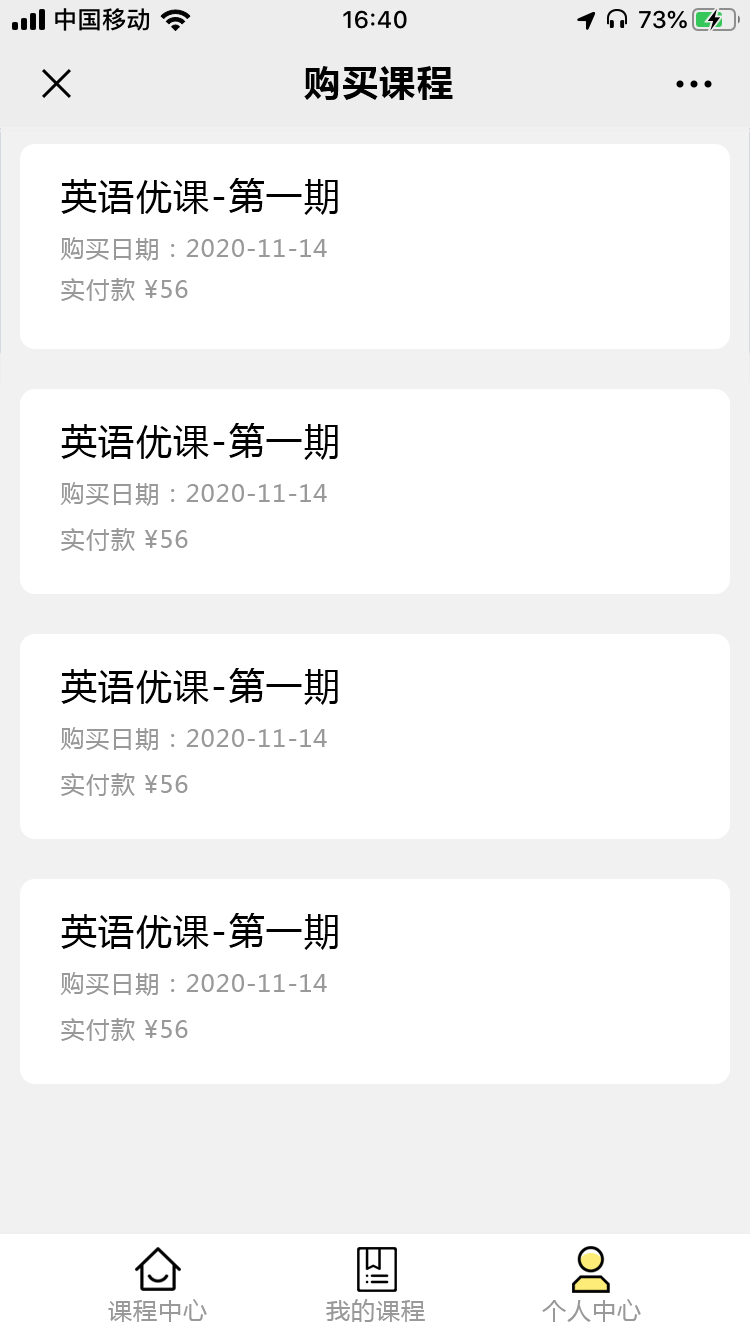 中国移动 16:40 73%
购买课程
英语优课-第一期
购买日期：2020-11-14
实付款 ¥56
英语优课-第一期
购买日期：2020-11-14
实付款 ¥56
英语优课-第一期
购买日期：2020-11-14
实付款 ¥56
英语优课-第一期
购买日期：2020-11-14
实付款 ¥56
课程中心 我的课程 个人中心